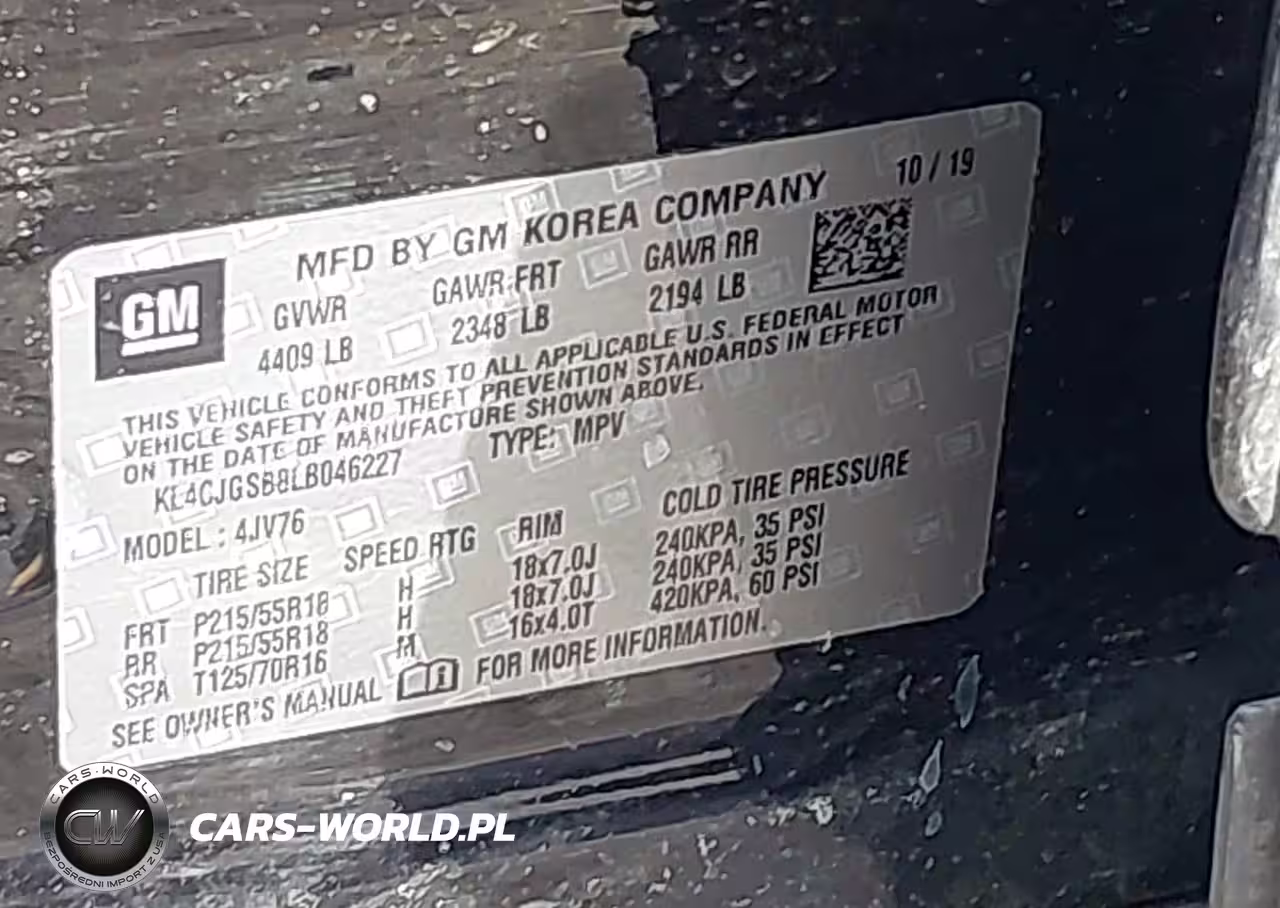 MFD BY GM KOREA COMPANY 10 / 19
GM
GVWR GAWR FRT GAWR RR
4409 LB 2348 LB 2194 LB
THIS VEHICLE CONFORMS TO ALL APPLICABLE U.S. FEDERAL MOTOR
VEHICLE SAFETY AND THEFT PREVENTION STANDARDS IN EFFECT
ON THE DATE OF MANUFACTURE SHOWN ABOVE.
KL4CJGSB8LB046227 TYPE: MPV
MODEL : 4JV76
TIRE SIZE SPEED RTG RIM COLD TIRE PRESSURE
FRT P215/55R18 H 18x7.0J 240KPA, 35 PSI
RR P215/55R18 H 18x7.0J 240KPA, 35 PSI
SPA T125/70R16 M 16x4.0T 420KPA, 60 PSI
SEE OWNER'S MANUAL FOR MORE INFORMATION.
CARS-WORLD
CW
BEZPOŚREDNI IMPORT Z USA
CARS-WORLD.PL